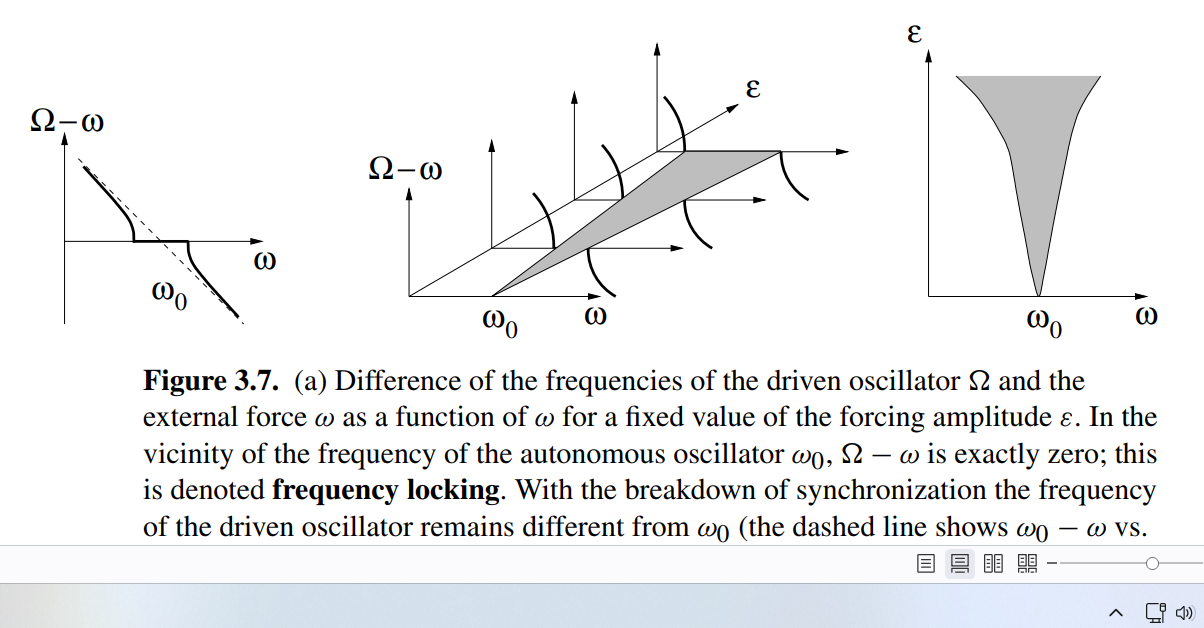 Ω−ω
ω
ω0
Ω−ω
ε
ω0
ω
ε
ω0
ω
Figure 3.7. (a) Difference of the frequencies of the driven oscillator Ω and the
external force ω as a function of ω for a fixed value of the forcing amplitude ε. In the
vicinity of the frequency of the autonomous oscillator ω0, Ω − ω is exactly zero; this
is denoted frequency locking. With the breakdown of synchronization the frequency
of the driven oscillator remains different from ω0 (the dashed line shows ω0 − ω vs.